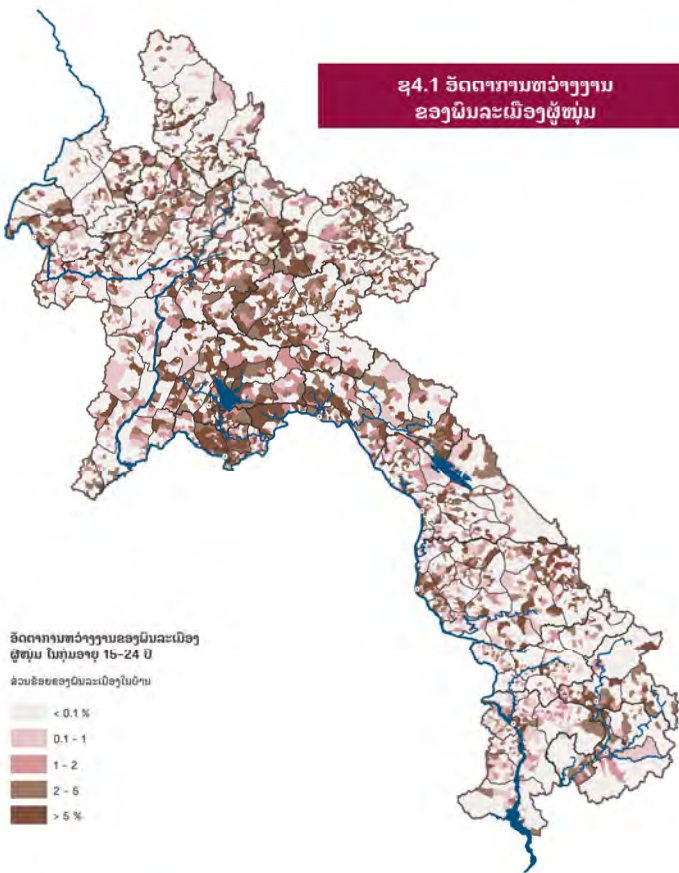 ຊ4.1 ອັດຕາການຫວ່າງງານ
ຂອງພົນລະເມືອງຜູ້ໜຸ່ມ
ອັດຕາການຫວ່າງງານຂອງພົນລະເມືອງ
ຜູ້ໜຸ່ມ ໃນກຸ່ມອາຍຸ 15-24 ປີ
ສ່ວນຮ້ອຍຂອງພົນລະເມືອງໃນບ້ານ
< 0.1 %
0.1 - 1
1 - 2
2 - 5
> 5 %